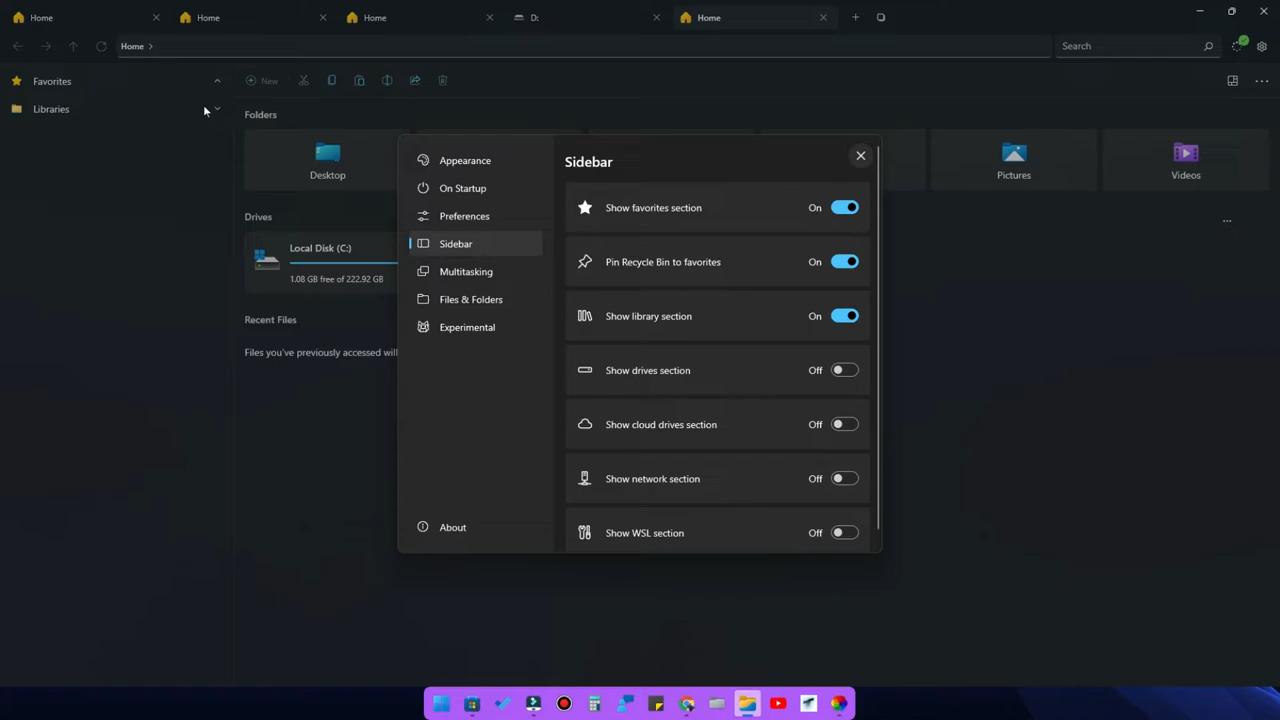 Home
Home
Home
D:
Home
Home
Search
Favorites
Libraries
New
Folders
Desktop
Pictures
Videos
Drives
Local Disk (C:)
1.08 GB free of 222.92 GB
Recent Files
Files you've previously accessed will
Appearance
On Startup
Preferences
Sidebar
Multitasking
Files & Folders
Experimental
About
Sidebar
Show favorites section On
Pin Recycle Bin to favorites On
Show library section On
Show drives section Off
Show cloud drives section Off
Show network section Off
Show WSL section Off